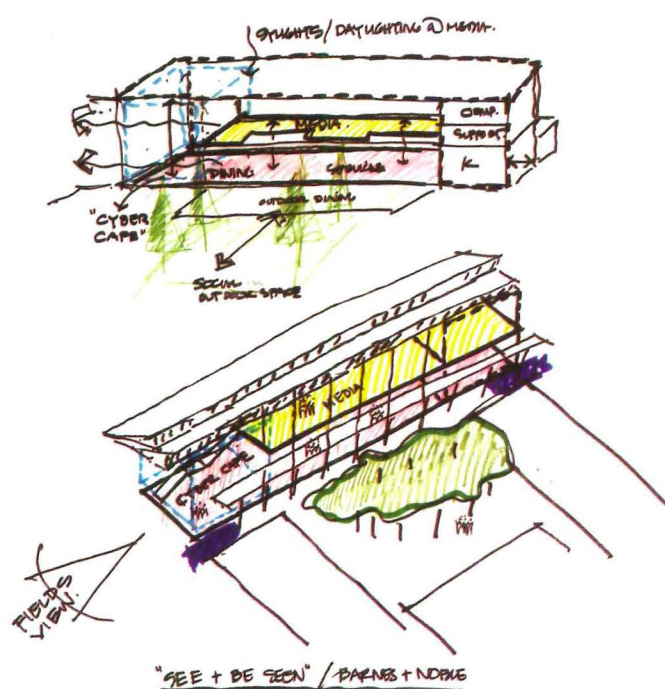 SKYLIGHTS / DAYLIGHTING @ MEDIA.
MEDIA
COMP.
SUPPORT
K
DINING
OUTDOOR DINING
"CYBER
CAFE"
SOCIAL
OUTDOOR SPACE
MEDIA
CYBER CAFE
FIELDS
VIEW.
"SEE + BE SEEN" / BARNES + NOBLE